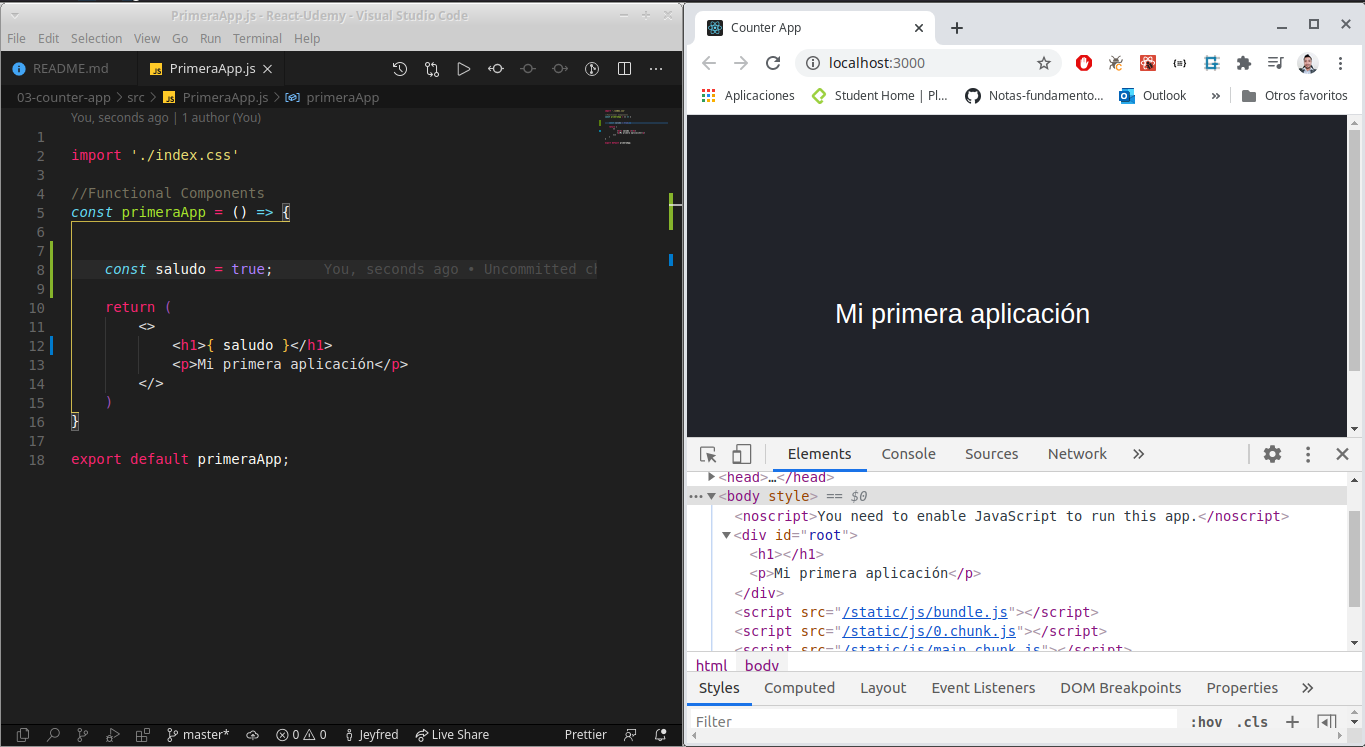 PrimeraApp.js - React-Udemy - Visual Studio Code
File Edit Selection View Go Run Terminal Help
README.md PrimeraApp.js
03-counter-app > src > PrimeraApp.js > primeraApp
You, seconds ago | 1 author (You)
1
2 import './index.css'
3
4 //Functional Components
5 const primeraApp = () => {
6
7
8 const saludo = true; You, seconds ago • Uncommitted
9
10 return (
11 <>
12 <h1>{ saludo }</h1>
13 <p>Mi primera aplicación</p>
14 </>
15 )
16 }
17
18 export default primeraApp;
master* 0 0 Jeyfred Live Share Prettier
Counter App
localhost:3000
Aplicaciones Student Home | Pl... Notas-fundamento... Outlook » Otros favoritos
Mi primera aplicación
Elements Console Sources Network »
<head>…</head>
<body style> == $0
<noscript>You need to enable JavaScript to run this app.</noscript>
<div id="root">
<h1></h1>
<p>Mi primera aplicación</p>
</div>
<script src="/static/js/bundle.js"></script>
<script src="/static/js/0.chunk.js"></script>
<script src="/static/js/main.chunk.js"></script>
html body
Styles Computed Layout Event Listeners DOM Breakpoints Properties »
Filter :hov .cls +